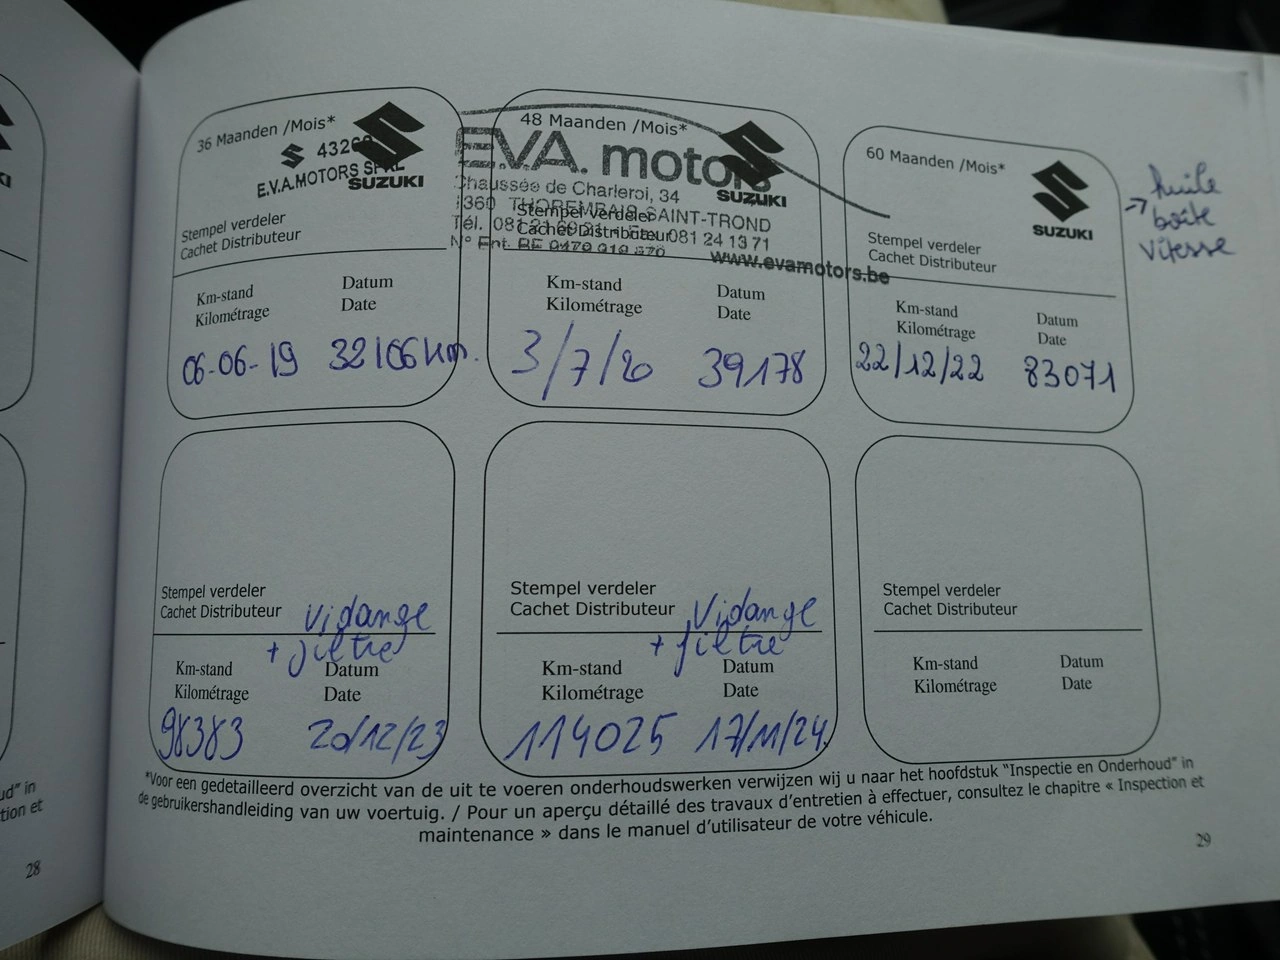 36 Maanden /Mois*
E.V.A.MOTORS SPRL
SUZUKI
Stempel verdeler
Cachet Distributeur
Km-stand Datum
Kilométrage Date
06-06-19 32106 Km.
48 Maanden /Mois*
E.V.A. motors
SUZUKI
Chaussée de Charleroi, 34
THOREMBAIS-SAINT-TROND
Stempel verdeler
Cachet Distributeur
081 24 13 71
www.evamotors.be
Km-stand Datum
Kilométrage Date
3/7/20 39178
60 Maanden /Mois*
SUZUKI
Stempel verdeler
Cachet Distributeur
Km-stand Datum
Kilométrage Date
22/12/22 83071
→ huile
boîte
vitesse
Stempel verdeler
Cachet Distributeur
Vidange
+ filtre
Km-stand Datum
Kilométrage Date
98383 20/12/23
Stempel verdeler
Cachet Distributeur
Vidange
+ filtre
Km-stand Datum
Kilométrage Date
114025 17/11/24
Stempel verdeler
Cachet Distributeur
Km-stand Datum
Kilométrage Date
*Voor een gedetailleerd overzicht van de uit te voeren onderhoudswerken verwijzen wij u naar het hoofdstuk "Inspectie en Onderhoud" in
de gebruikershandleiding van uw voertuig. / Pour un aperçu détaillé des travaux d'entretien à effectuer, consultez le chapitre « Inspection et
maintenance » dans le manuel d'utilisateur de votre véhicule.
29
ud" in
tion et
28